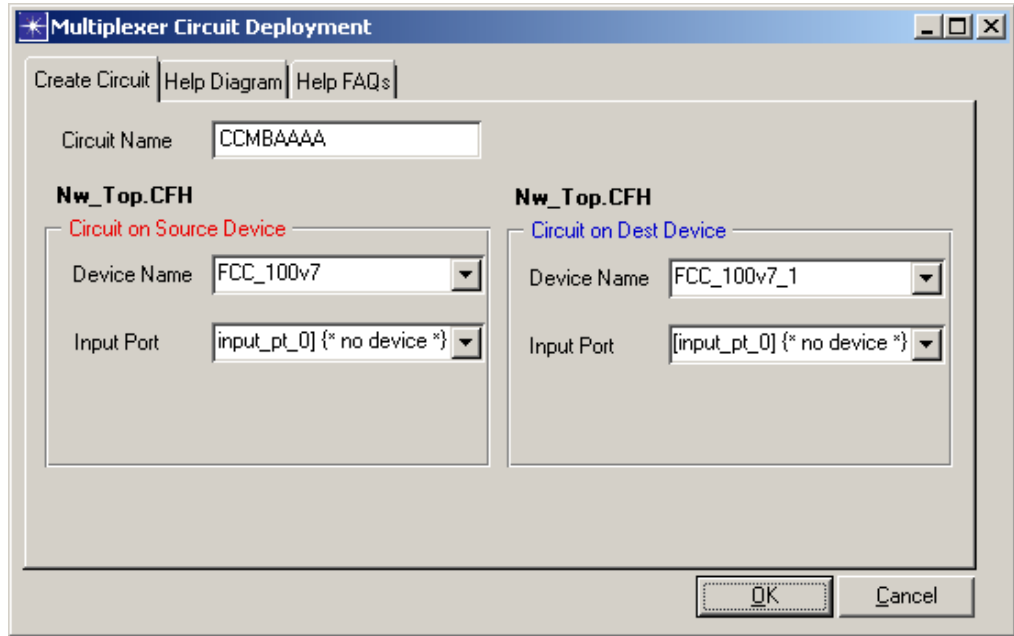 Multiplexer Circuit Deployment
Create Circuit Help Diagram Help FAQs
Circuit Name CCMBAAAA
Nw_Top.CFH
Circuit on Source Device
Device Name FCC_100v7
Input Port input_pt_0] {* no device *}
Nw_Top.CFH
Circuit on Dest Device
Device Name FCC_100v7_1
Input Port [input_pt_0] {* no device *}
OK Cancel